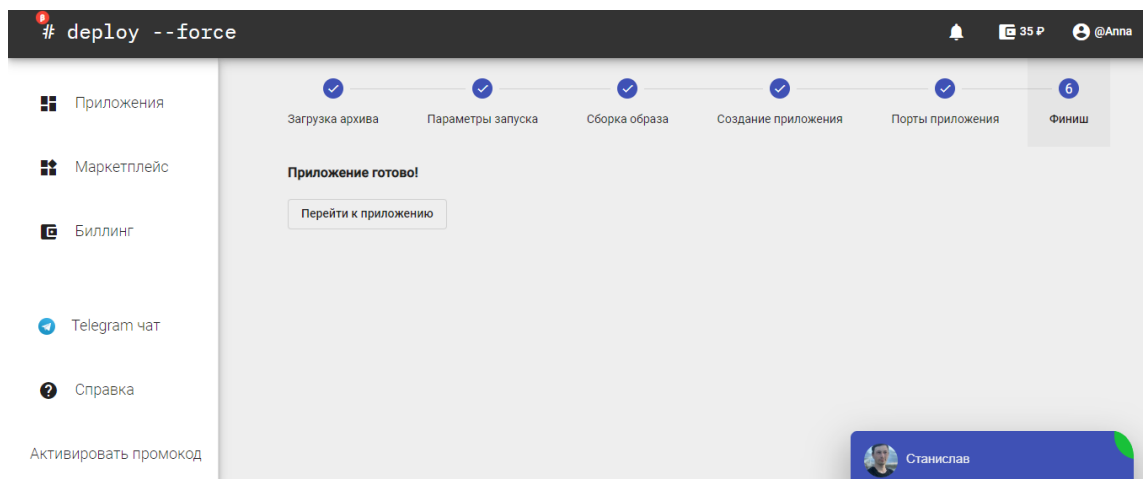 # deploy --force
β
35 ₽
@Anna
Приложения
Маркетплейс
Биллинг
Telegram чат
Справка
Активировать промокод
Загрузка архива
Параметры запуска
Сборка образа
Создание приложения
Порты приложения
6
Финиш
Приложение готово!
Перейти к приложению
Станислав